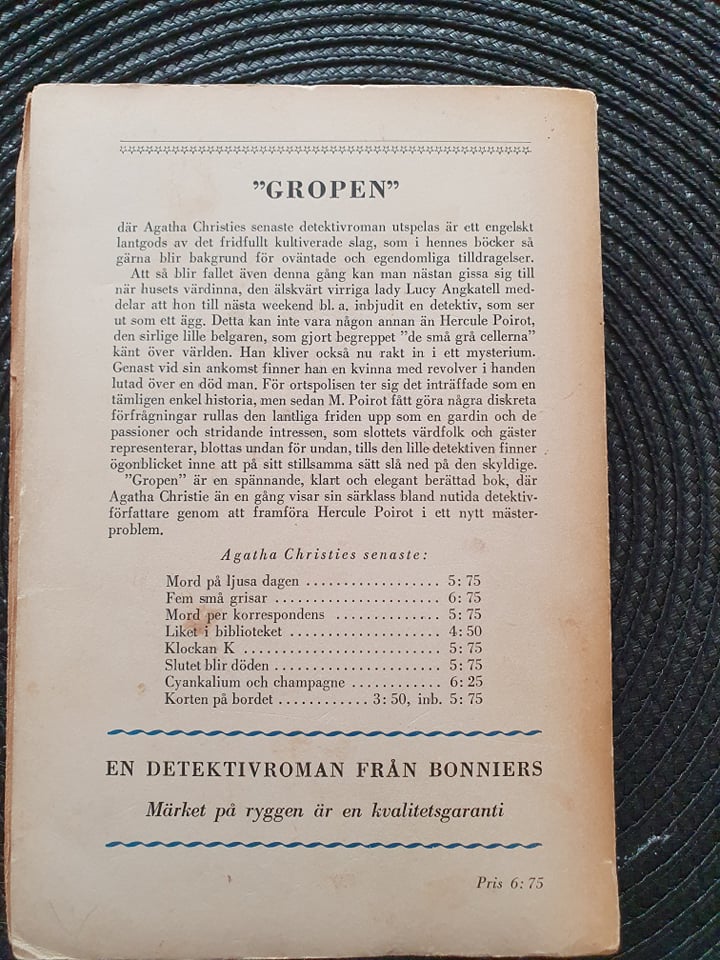 "GROPEN"
där Agatha Christies senaste detektivroman utspelas är ett engelskt
lantgods av det fridfullt kultiverade slag, som i hennes böcker så
gärna blir bakgrund för oväntade och egendomliga tilldragelser.
Att så blir fallet även denna gång kan man nästan gissa sig till
när husets värdinna, den älskvärt virriga lady Lucy Angkatell med-
delar att hon till nästa weekend bl. a. inbjudit en detektiv, som ser
ut som ett ägg. Detta kan inte vara någon annan än Hercule Poirot,
den sirlige lille belgaren, som gjort begreppet "de små grå cellerna"
känt över världen. Han kliver också nu rakt in i ett mysterium.
Genast vid sin ankomst finner han en kvinna med revolver i handen
lutad över en död man. För ortspolisen ter sig det inträffade som en
tämligen enkel historia, men sedan M. Poirot fått göra några diskreta
förfrågningar rullas den lantliga friden upp som en gardin och de
passioner och stridande intressen, som slottets värdfolk och gäster
representerar, blottas undan för undan, tills den lille detektiven finner
ögonblicket inne att på sitt stillsamma sätt slå ned på den skyldige.
"Gropen" är en spännande, klart och elegant berättad bok, där
Agatha Christie än en gång visar sin särklass bland nutida detektiv-
författare genom att framföra Hercule Poirot i ett nytt mäster-
problem.
Agatha Christies senaste:
Mord på ljusa dagen .................. 5: 75
Fem små grisar ...................... 6: 75
Mord per korrespondens .............. 5: 75
Liket i biblioteket .................... 4: 50
Klockan K .......................... 5: 75
Slutet blir döden ...................... 5: 75
Cyankalium och champagne ............ 6: 25
Korten på bordet ............ 3: 50, inb. 5: 75
EN DETEKTIVROMAN FRÅN BONNIERS
Märket på ryggen är en kvalitetsgaranti
Pris 6: 75